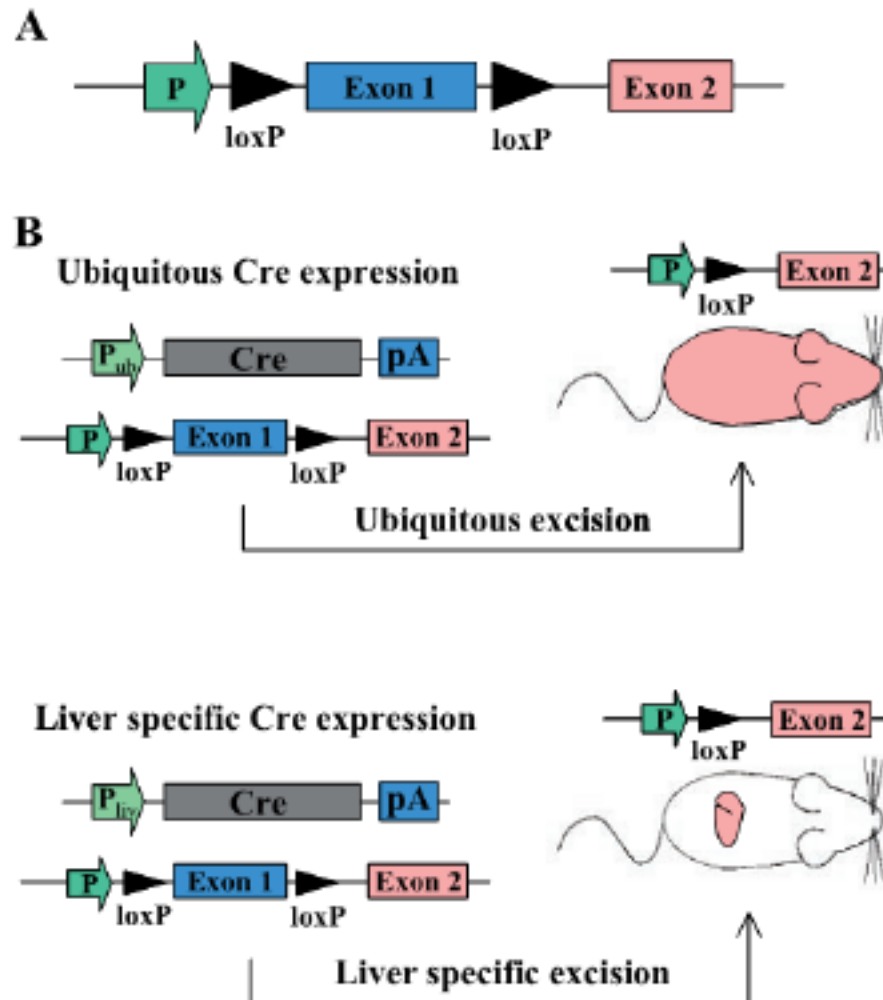 A
P Exon 1 Exon 2
loxP loxP
B
Ubiquitous Cre expression
P Exon 2
loxP
Pub Cre pA
P Exon 1 Exon 2
loxP loxP
Ubiquitous excision
Liver specific Cre expression
P Exon 2
loxP
Pliv Cre pA
P Exon 1 Exon 2
loxP loxP
Liver specific excision